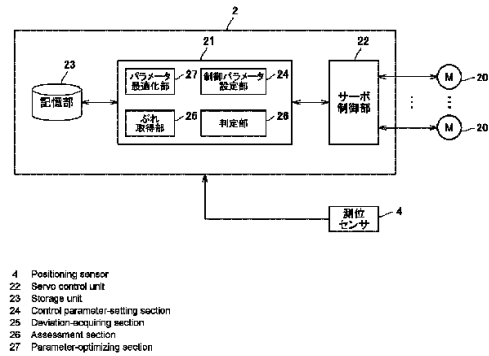 2
21
22
23
27
24
20
記憶部
パラメータ
最適化部
制御パラメータ
設定部
サーボ
制御部
M
ぶれ
取得部
26
判定部
26
M
20
測位
センサ
4
4 Positioning sensor
22 Servo control unit
23 Storage unit
24 Control parameter-setting section
25 Deviation-acquiring section
26 Assessment section
27 Parameter-optimizing section